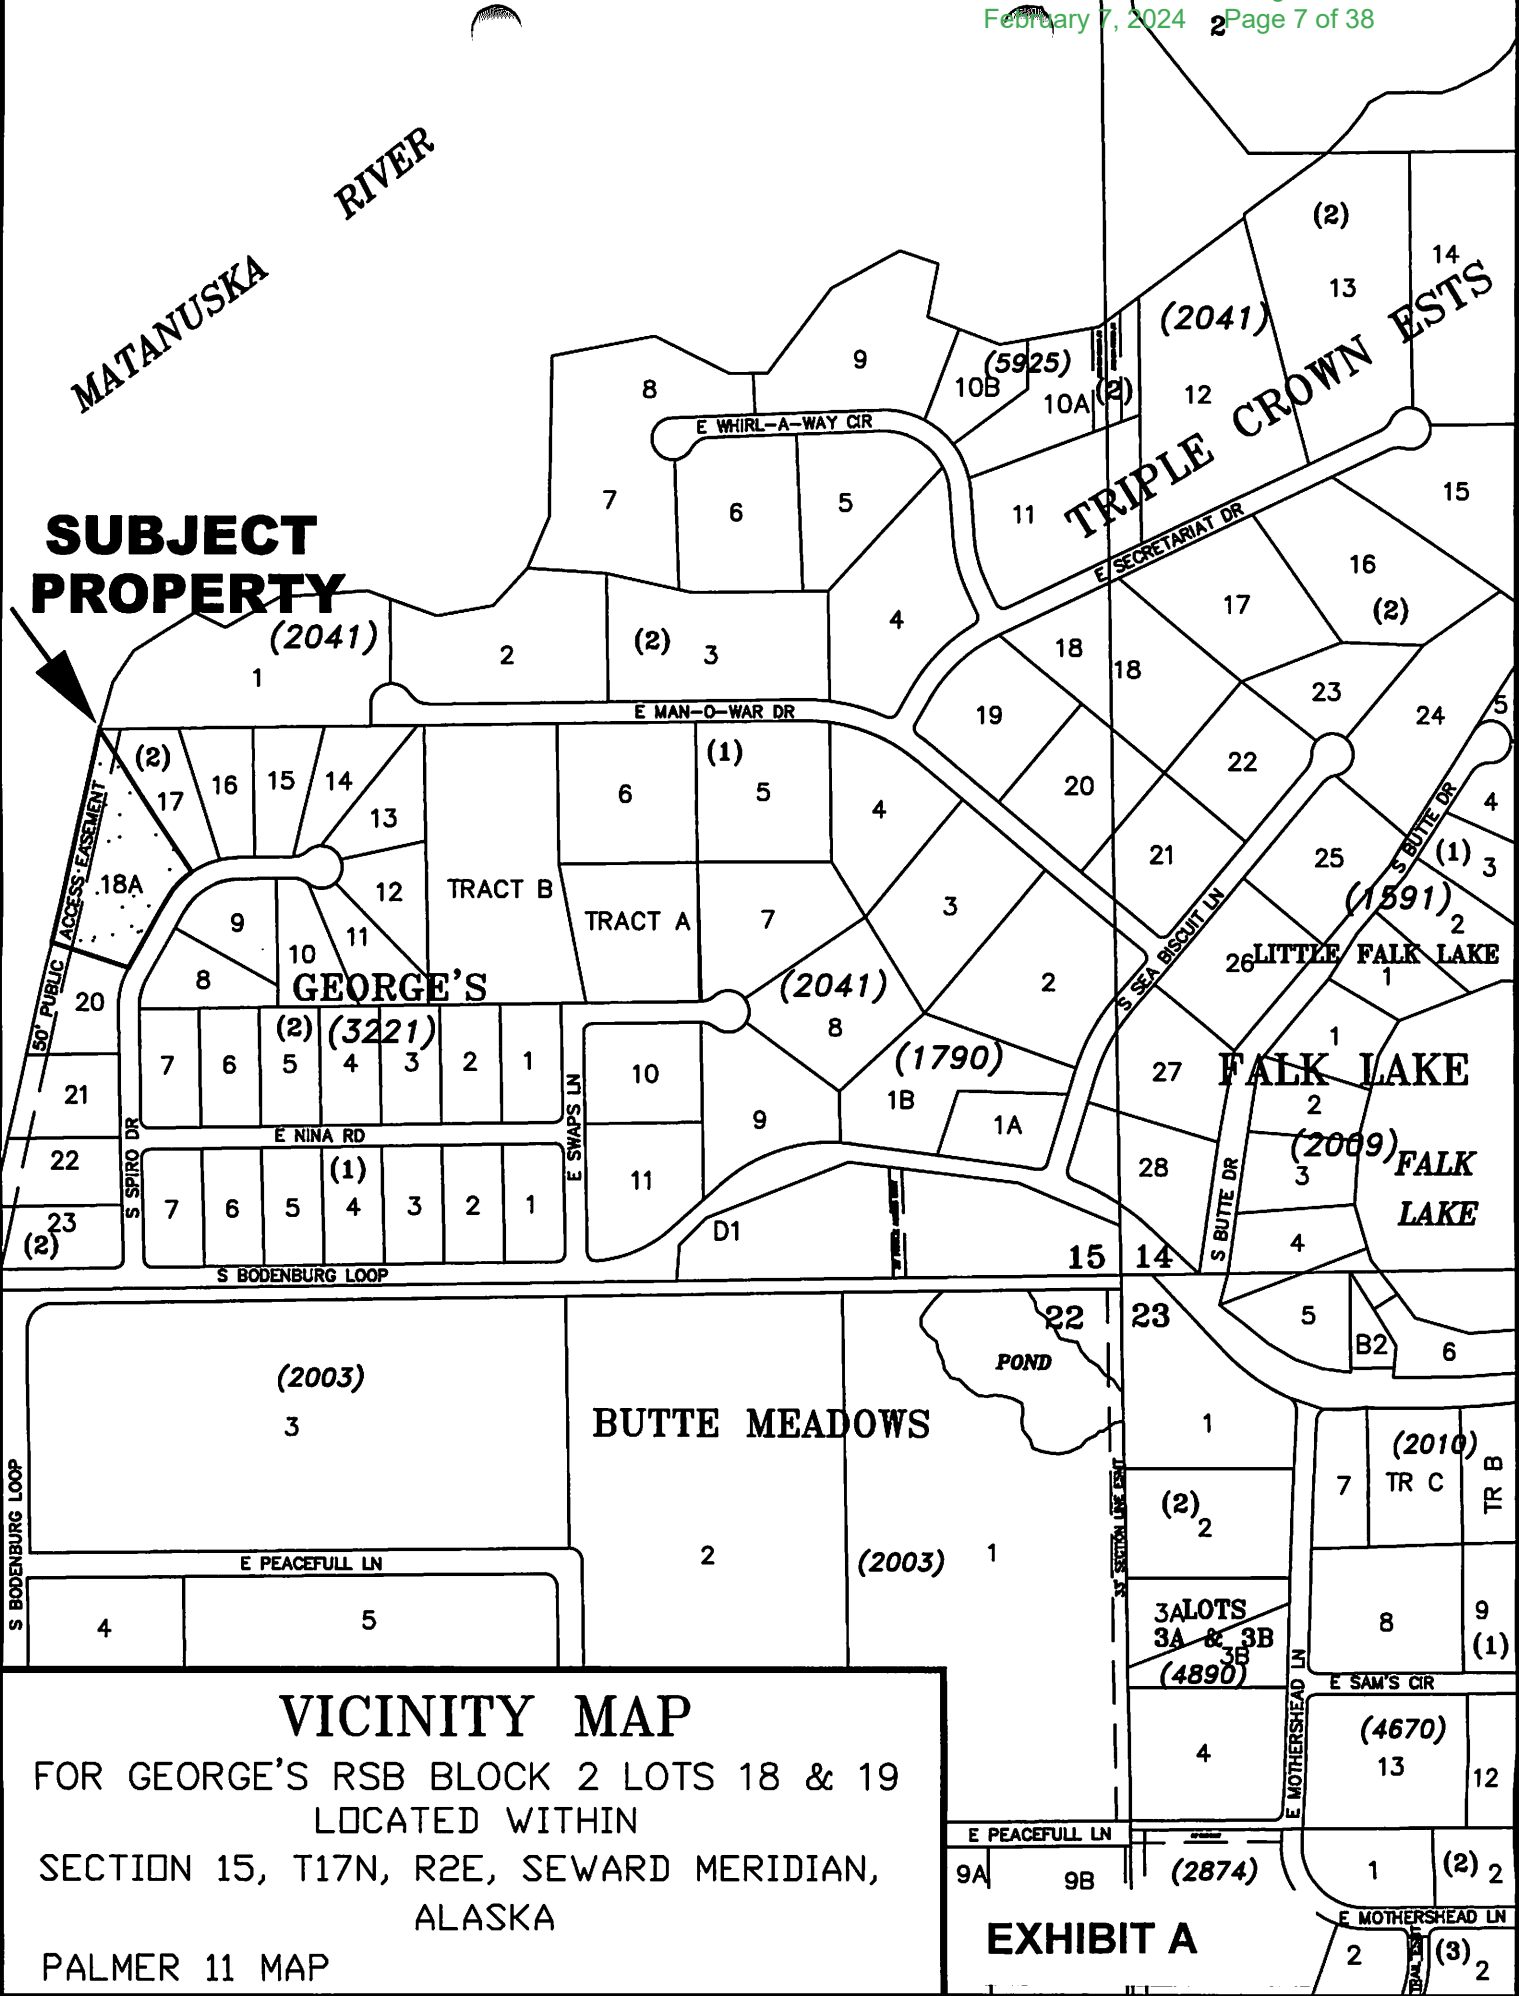 February 7, 2024 Page 7 of 38
2
MATANUSKA RIVER
(2)
13
14
(2041)
TRIPLE CROWN ESTS
9
(5925)
10B
10A
(2)
12
8
E WHIRL-A-WAY CIR
7
6
5
11
15
E SECRETARIAT DR
SUBJECT
PROPERTY
(2041)
1
2
(2)
3
4
16
17
(2)
18
18
E MAN-O-WAR DR
19
23
24
5
(2)
17
16
15
14
13
(1)
6
5
4
20
22
4
S BUTTE DR
50' PUBLIC ACCESS EASEMENT
18A
12
TRACT B
TRACT A
7
3
21
25
(1)
3
(1591)
2
9
10
11
8
GEORGE'S
(2041)
8
2
S SEA BISCUIT LN
26
LITTLE FALK LAKE
1
20
(2)
(3221)
7
6
5
4
3
2
1
10
(1790)
1B
1A
27
FALK LAKE
1
2
21
S SPIRO DR
E NINA RD
E SWAPS LN
9
(2009)
FALK
LAKE
22
(1)
7
6
5
4
3
2
1
11
28
3
23
(2)
D1
S BUTTE DR
4
15
14
S BODENBURG LOOP
22
23
POND
5
B2
6
(2003)
3
BUTTE MEADOWS
1
(2010)
7
TR C
TR B
S BODENBURG LOOP
33' SECTION LINE ESMT
(2)
2
E PEACEFULL LN
2
(2003)
1
4
5
3A
LOTS
3A & 3B
3B
(4890)
8
9
(1)
E MOTHERSHEAD LN
E SAM'S CIR
4
(4670)
13
12
VICINITY MAP
FOR GEORGE'S RSB BLOCK 2 LOTS 18 & 19
LOCATED WITHIN
SECTION 15, T17N, R2E, SEWARD MERIDIAN,
ALASKA
PALMER 11 MAP
E PEACEFULL LN
9A
9B
(2874)
1
(2)
2
E MOTHERSHEAD LN
EXHIBIT A
2
TRAIL ESMT
(3)
2